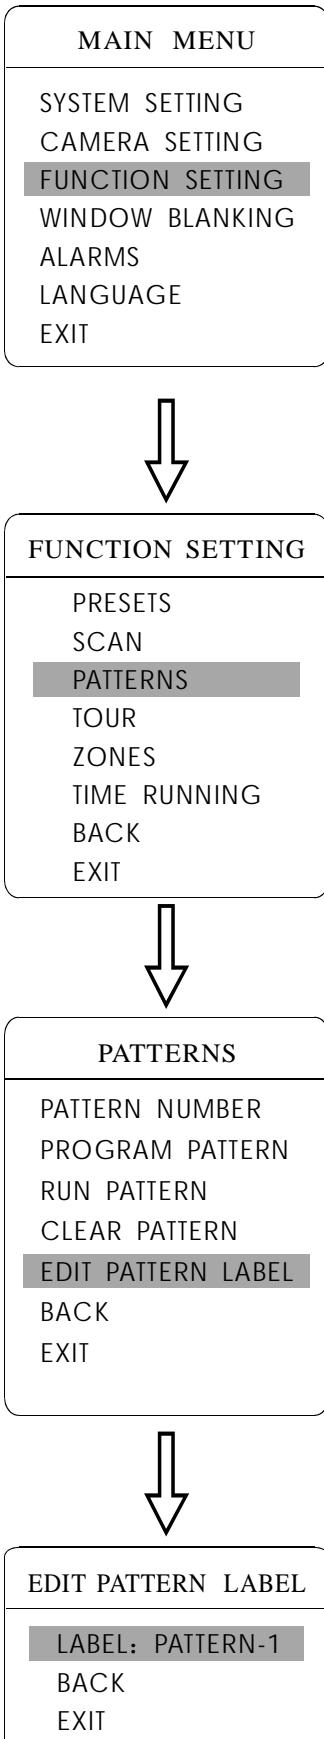 MAIN MENU
SYSTEM SETTING
CAMERA SETTING
FUNCTION SETTING
WINDOW BLANKING
ALARMS
LANGUAGE
EXIT
FUNCTION SETTING
PRESETS
SCAN
PATTERNS
TOUR
ZONES
TIME RUNNING
BACK
EXIT
PATTERNS
PATTERN NUMBER
PROGRAM PATTERN
RUN PATTERN
CLEAR PATTERN
EDIT PATTERN LABEL
BACK
EXIT
EDIT PATTERN LABEL
LABEL：PATTERN-1
BACK
EXIT